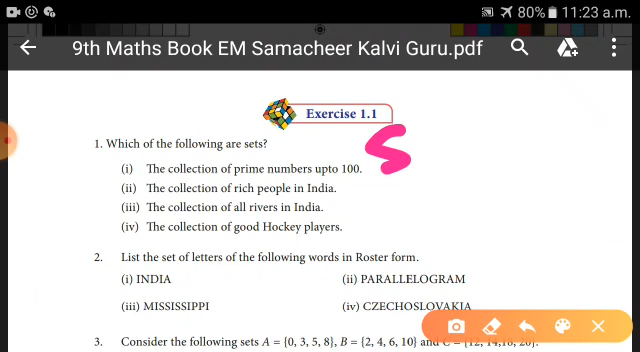 80% 11:23 a.m.
9th Maths Book EM Samacheer Kalvi Guru.pdf
Exercise 1.1
1. Which of the following are sets?
S
(i) The collection of prime numbers upto 100.
(ii) The collection of rich people in India.
(iii) The collection of all rivers in India.
(iv) The collection of good Hockey players.
2. List the set of letters of the following words in Roster form.
(i) INDIA (ii) PARALLELOGRAM
(iii) MISSISSIPPI (iv) CZECHOSLOVAKIA
3. Consider the following sets A = {0, 3, 5, 8}, B = {2, 4, 6, 10} and C = {12, 14,18, 20}.